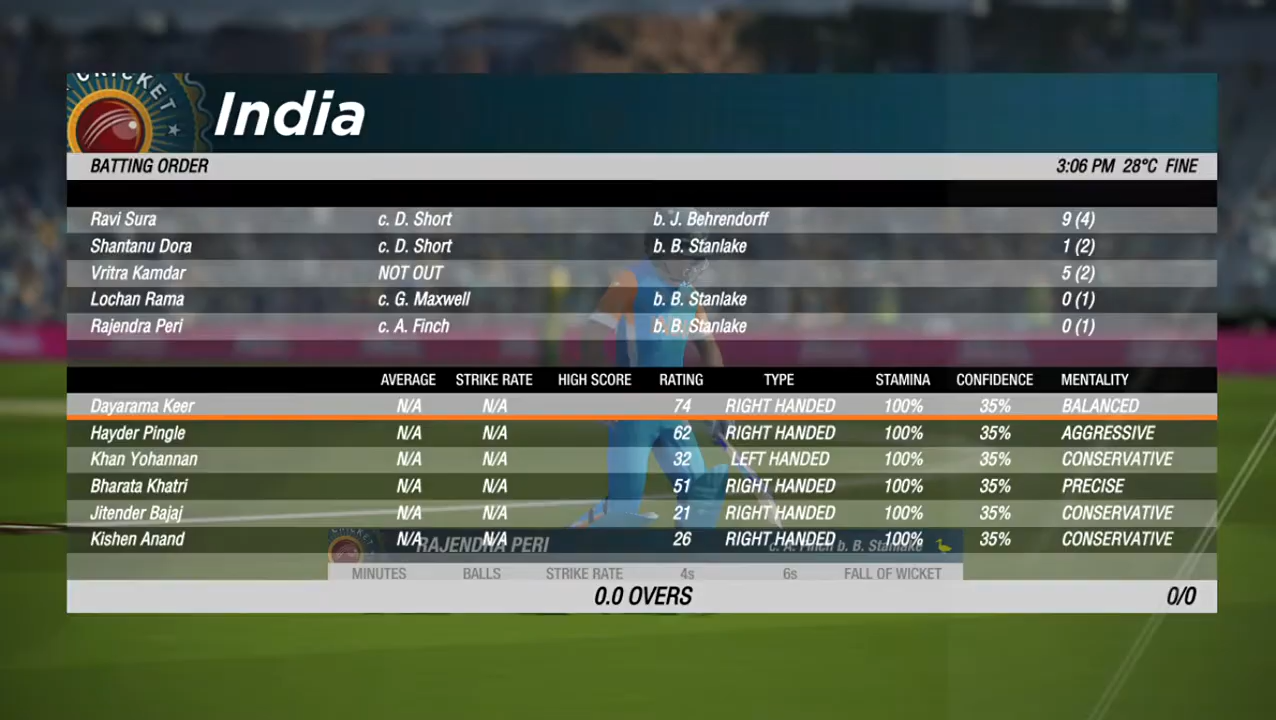 CRICKET
India
BATTING ORDER 3:06 PM 28°C FINE
Ravi Sura c. D. Short b. J. Behrendorff 9 (4)
Shantanu Dora c. D. Short b. B. Stanlake 1 (2)
Vritra Kamdar NOT OUT 5 (2)
Lochan Rama c. G. Maxwell b. B. Stanlake 0 (1)
Rajendra Peri c. A. Finch b. B. Stanlake 0 (1)
AVERAGE STRIKE RATE HIGH SCORE RATING TYPE STAMINA CONFIDENCE MENTALITY
Dayarama Keer N/A N/A 74 RIGHT HANDED 100% 35% BALANCED
Hayder Pingle N/A N/A 62 RIGHT HANDED 100% 35% AGGRESSIVE
Khan Yohannan N/A N/A 32 LEFT HANDED 100% 35% CONSERVATIVE
Bharata Khatri N/A N/A 51 RIGHT HANDED 100% 35% PRECISE
Jitender Bajaj N/A N/A 21 RIGHT HANDED 100% 35% CONSERVATIVE
Kishen Anand N/A N/A 26 RIGHT HANDED 100% 35% CONSERVATIVE
CRICKET RAJENDRA PERI c. A. Finch b. B. Stanlake
MINUTES BALLS STRIKE RATE 4s 6s FALL OF WICKET
0.0 OVERS 0/0